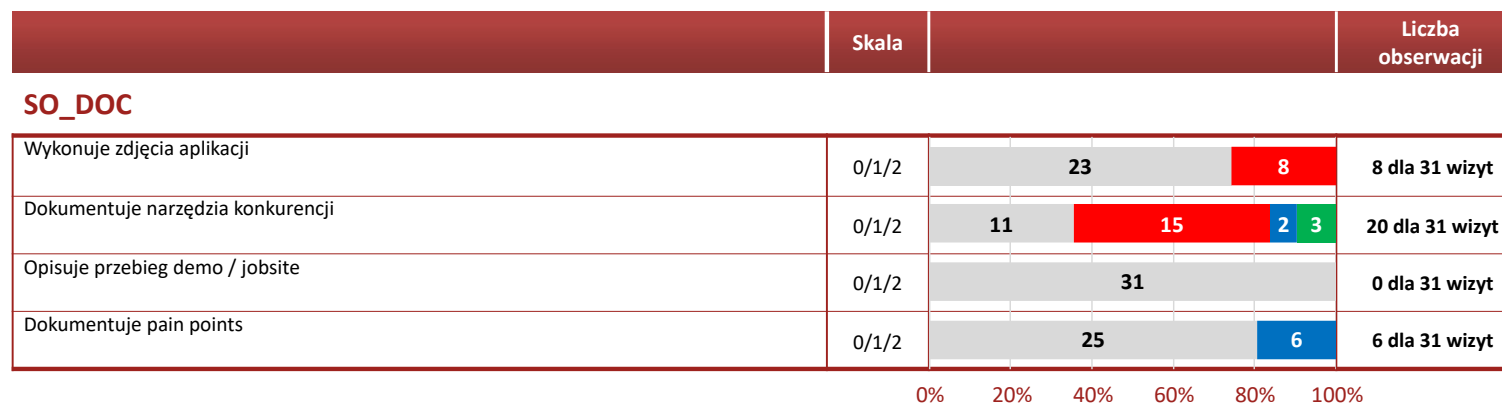 Skala
Liczba
obserwacji
SO_DOC
Wykonuje zdjęcia aplikacji
0/1/2
23
8
8 dla 31 wizyt
Dokumentuje narzędzia konkurencji
0/1/2
11
15
2
3
20 dla 31 wizyt
Opisuje przebieg demo / jobsite
0/1/2
31
0 dla 31 wizyt
Dokumentuje pain points
0/1/2
25
6
6 dla 31 wizyt
0% 20% 40% 60% 80% 100%